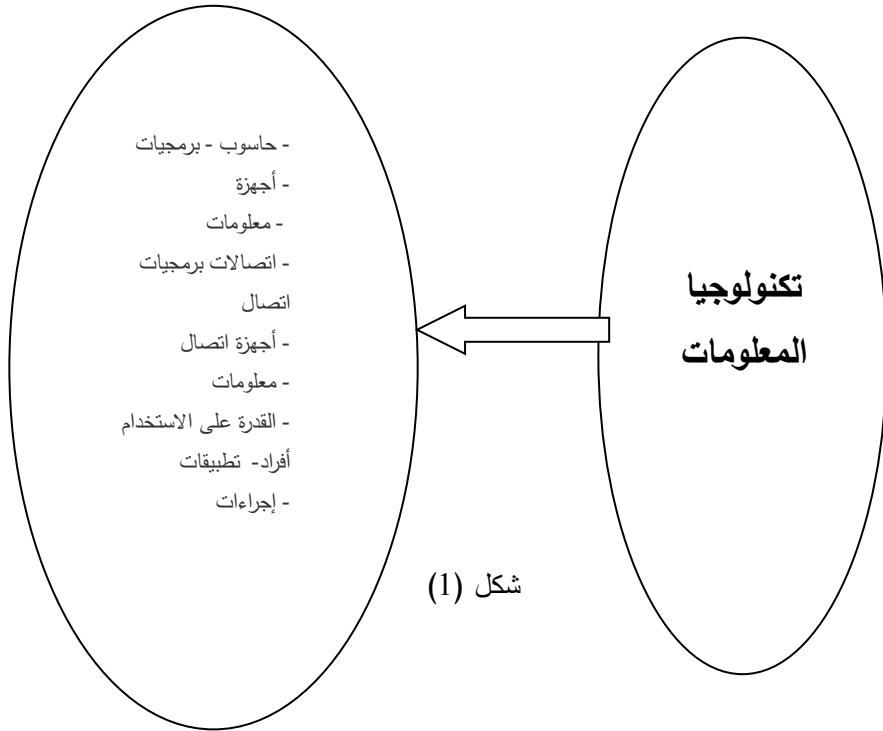 تكنولوجيا
المعلومات
- حاسوب - برمجيات
- أجهزة
- معلومات
- اتصالات برمجيات
اتصال
- أجهزة اتصال
- معلومات
- القدرة على الاستخدام
أفراد- تطبيقات
- إجراءات
شكل (1)